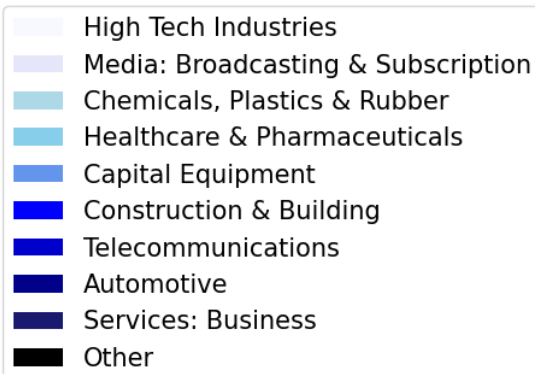 High Tech Industries
Media: Broadcasting & Subscription
Chemicals, Plastics & Rubber
Healthcare & Pharmaceuticals
Capital Equipment
Construction & Building
Telecommunications
Automotive
Services: Business
Other